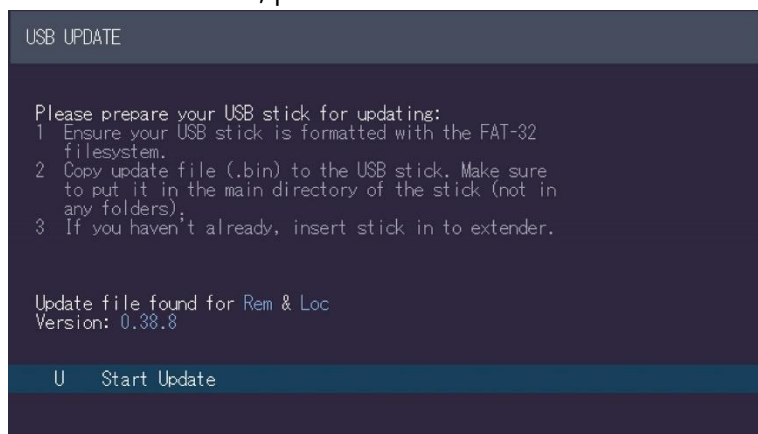 USB UPDATE
Please prepare your USB stick for updating:
1 Ensure your USB stick is formatted with the FAT-32
filesystem.
2 Copy update file (.bin) to the USB stick. Make sure
to put it in the main directory of the stick (not in
any folders).
3 If you haven't already, insert stick in to extender.
Update file found for Rem & Loc
Version: 0.38.8
U Start Update